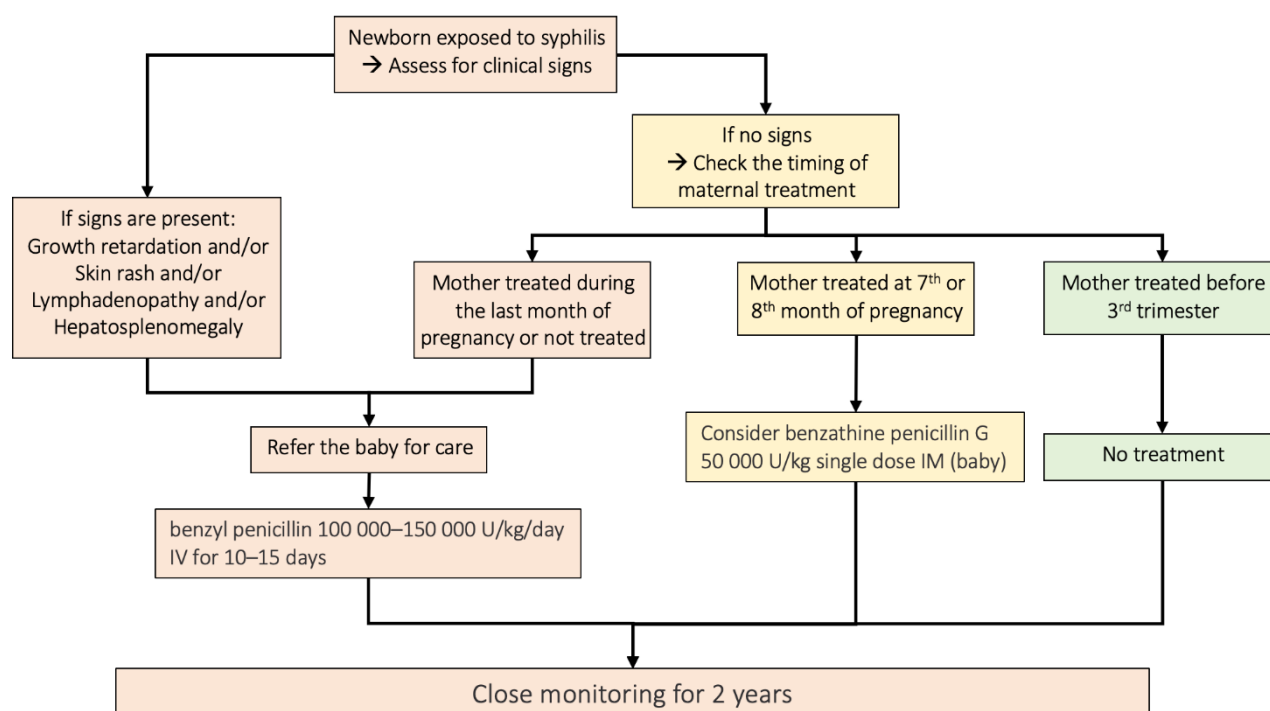 Newborn exposed to syphilis
→ Assess for clinical signs
If no signs
→ Check the timing of
maternal treatment
If signs are present:
Growth retardation and/or
Skin rash and/or
Lymphadenopathy and/or
Hepatosplenomegaly
Mother treated during
the last month of
pregnancy or not treated
Mother treated at 7th or
8th month of pregnancy
Mother treated before
3rd trimester
Refer the baby for care
Consider benzathine penicillin G
50 000 U/kg single dose IM (baby)
No treatment
benzyl penicillin 100 000–150 000 U/kg/day
IV for 10–15 days
Close monitoring for 2 years